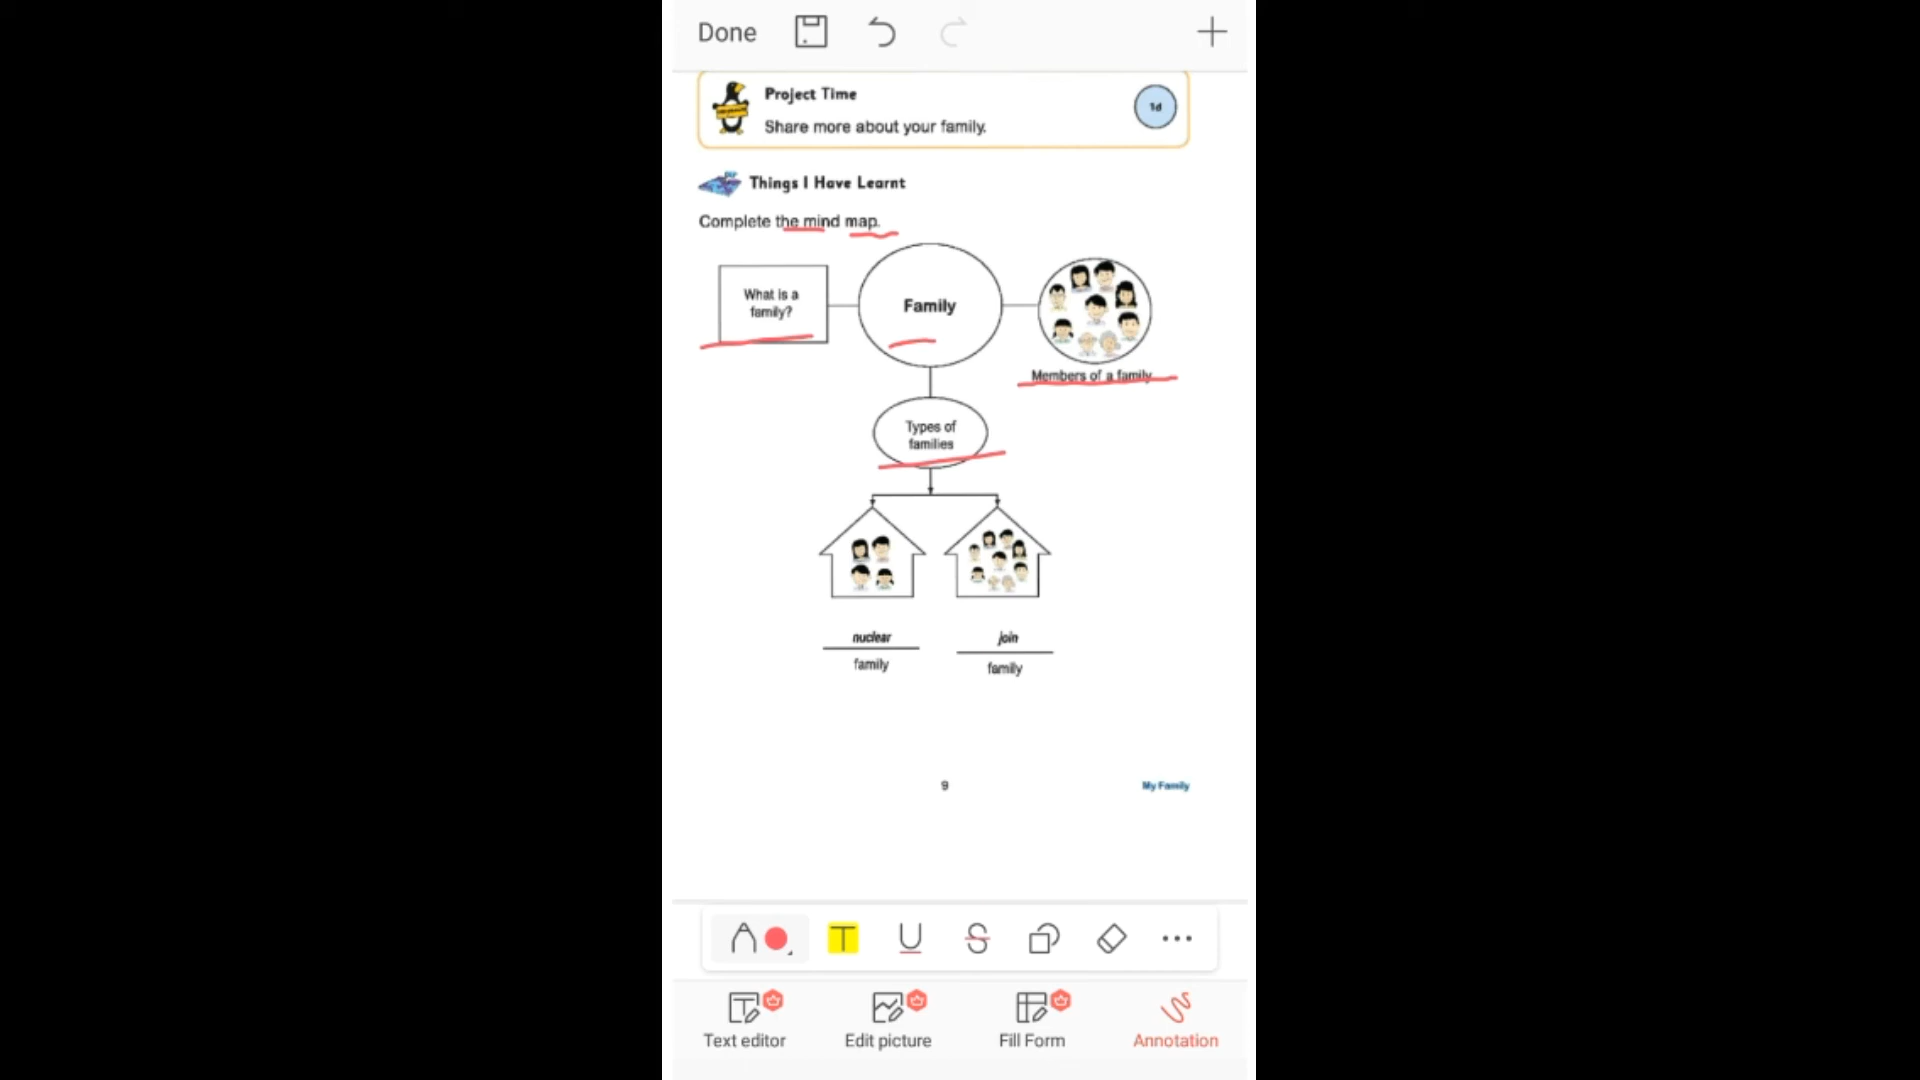 Done
Project Time
1d
Share more about your family.
Things I Have Learnt
Complete the mind map.
What is a
family?
Family
Members of a family
Types of
families
nuclear
family
join
family
9
My Family
Text editor
Edit picture
Fill Form
Annotation